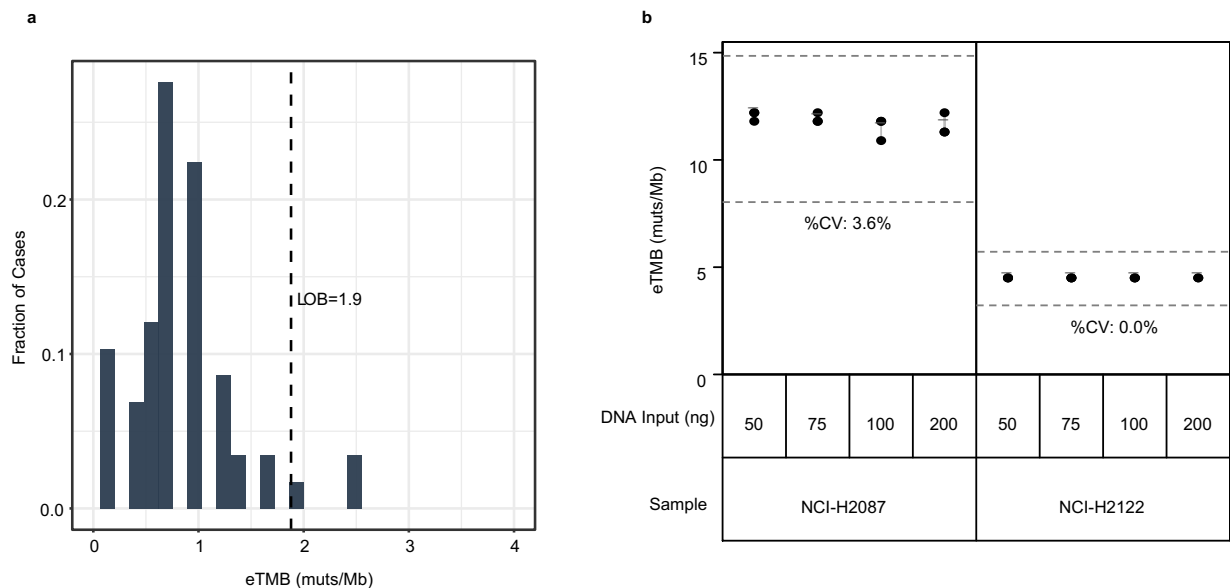 a
Fraction of Cases
0.2
0.1
0.0
LOB=1.9
0
1
2
3
4
eTMB (muts/Mb)
b
eTMB (muts/Mb)
15
10
5
0
%CV: 3.6%
%CV: 0.0%
DNA Input (ng)
50
75
100
200
50
75
100
200
Sample
NCI-H2087
NCI-H2122